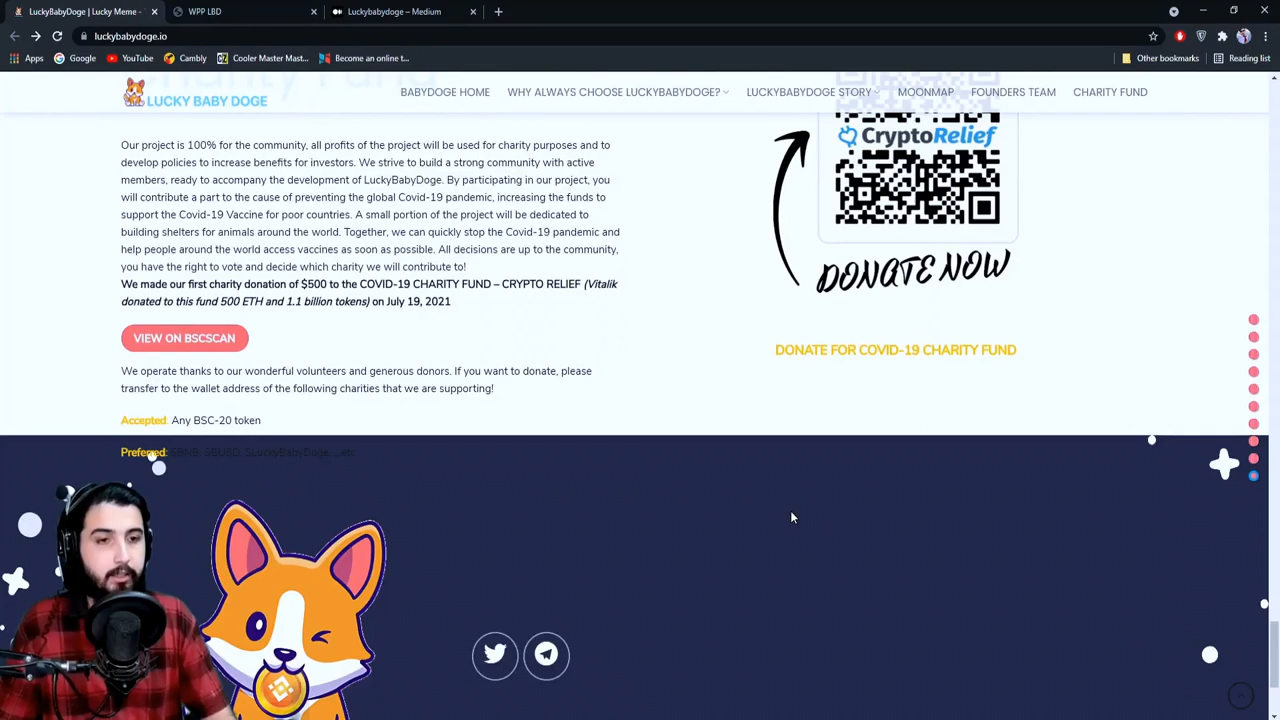 LuckyBabyDoge | Lucky Meme -
WPP LBD
Luckybabydoge – Medium
luckybabydoge.io
Apps
Google
YouTube
Cambly
Cooler Master Mast...
Become an online t...
Other bookmarks
Reading list
LUCKY BABY DOGE
BABYDOGE HOME
WHY ALWAYS CHOOSE LUCKYBABYDOGE?
LUCKYBABYDOGE STORY
MOONMAP
FOUNDERS TEAM
CHARITY FUND
Our project is 100% for the community, all profits of the project will be used for charity purposes and to
develop policies to increase benefits for investors. We strive to build a strong community with active
members, ready to accompany the development of LuckyBabyDoge. By participating in our project, you
will contribute a part to the cause of preventing the global Covid-19 pandemic, increasing the funds to
support the Covid-19 Vaccine for poor countries. A small portion of the project will be dedicated to
building shelters for animals around the world. Together, we can quickly stop the Covid-19 pandemic and
help people around the world access vaccines as soon as possible. All decisions are up to the community,
you have the right to vote and decide which charity we will contribute to!
We made our first charity donation of $500 to the COVID-19 CHARITY FUND – CRYPTO RELIEF (Vitalik
donated to this fund 500 ETH and 1.1 billion tokens) on July 19, 2021
VIEW ON BSCSCAN
We operate thanks to our wonderful volunteers and generous donors. If you want to donate, please
transfer to the wallet address of the following charities that we are supporting!
Accepted: Any BSC-20 token
Preferred: $BNB, $BUSD, $LuckyBabyDoge,...etc
CryptoRelief
DONATE NOW
DONATE FOR COVID-19 CHARITY FUND